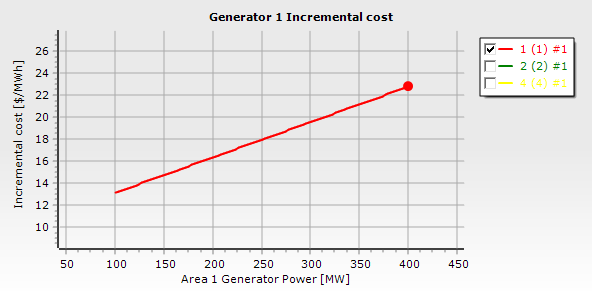 Generator 1 Incremental cost
Incremental cost [$/MWh]
26
24
22
20
18
16
14
12
10
50 100 150 200 250 300 350 400 450
Area 1 Generator Power [MW]
1 (1) #1
2 (2) #1
4 (4) #1